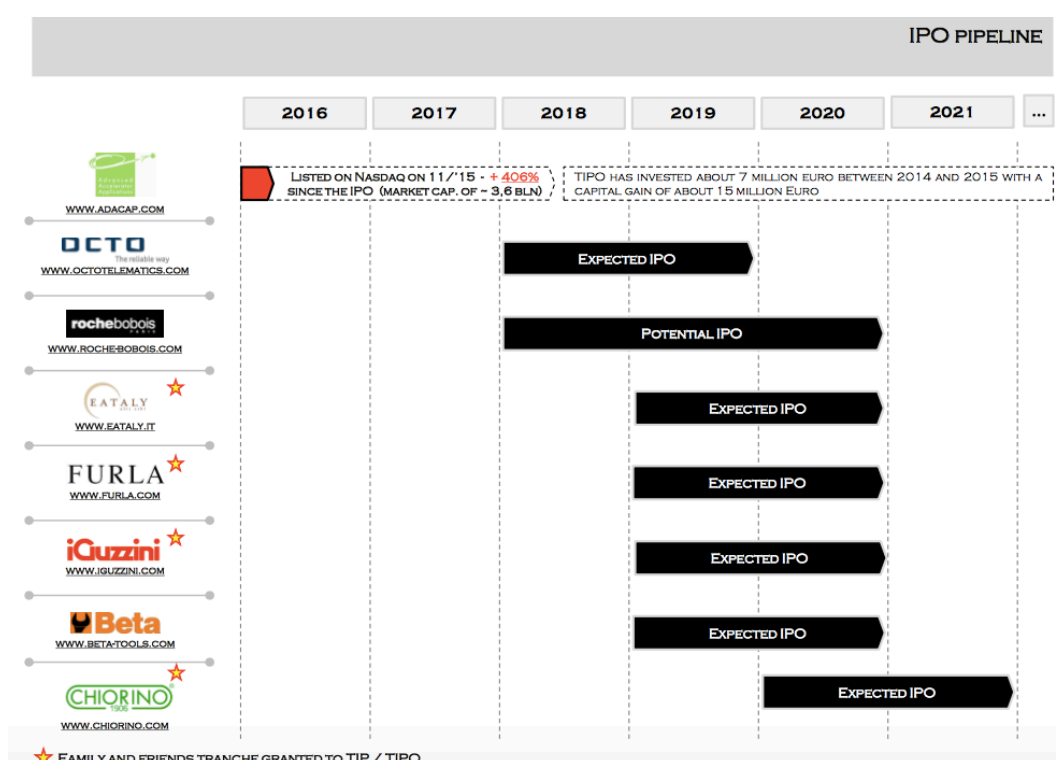 IPO PIPELINE
2016 2017 2018 2019 2020 2021 ...
Advanced
Accelerator
Applications
WWW.ADACAP.COM
LISTED ON NASDAQ ON 11/'15 - + 406%
SINCE THE IPO (MARKET CAP. OF ~ 3,6 BLN)
TIPO HAS INVESTED ABOUT 7 MILLION EURO BETWEEN 2014 AND 2015 WITH A
CAPITAL GAIN OF ABOUT 15 MILLION EURO
OCTO
The reliable way
WWW.OCTOTELEMATICS.COM
EXPECTED IPO
rochebobois
PARIS
WWW.ROCHE-BOBOIS.COM
POTENTIAL IPO
EATALY
WWW.EATALY.IT
EXPECTED IPO
FURLA
WWW.FURLA.COM
EXPECTED IPO
iGuzzini
WWW.IGUZZINI.COM
EXPECTED IPO
Beta
WWW.BETA-TOOLS.COM
EXPECTED IPO
CHIORINO®
1906
WWW.CHIORINO.COM
EXPECTED IPO
FAMILY AND FRIENDS TRANCHE GRANTED TO TIP / TIPO